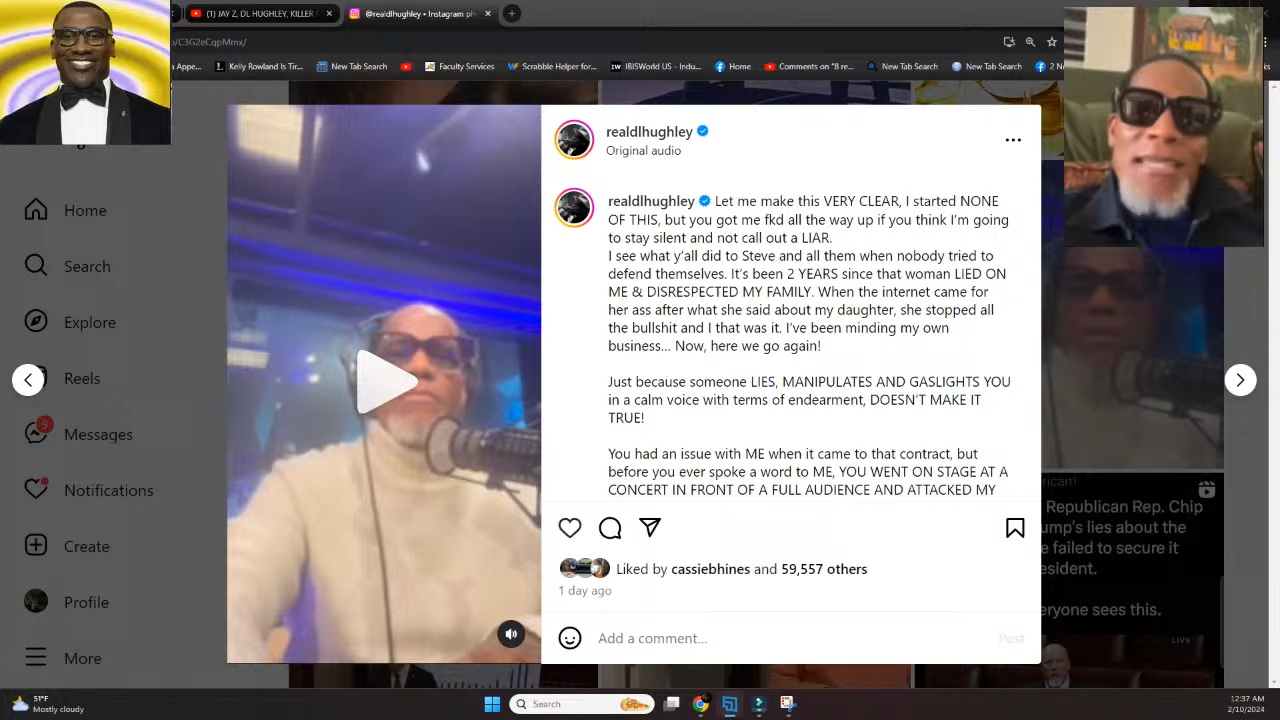 (1) JAY Z, DL HUGHLEY, KILLER
@realdlhughley • Instagram ph
/C3G2eCqpMmx/
Appe...
Kelly Rowland Is Tir...
New Tab Search
Faculty Service -
Scrabble Helper for...
IBISWorld US - Indu...
Home
Comments on "8 re...
New Tab Search
New Tab Search
2 N
Home
Search
Explore
Reels
9
Messages
Notifications
Create
Profile
More
realdlhughley
Original audio
realdlhughley Let me make this VERY CLEAR, I started NONE
OF THIS, but you got me fkd all the way up if you think I'm going
to stay silent and not call out a LIAR.
I see what y'all did to Steve and all them when nobody tried to
defend themselves. It's been 2 YEARS since that woman LIED ON
ME & DISRESPECTED MY FAMILY. When the internet came for
her ass after what she said about my daughter, she stopped all
the bullshit and I that was it. I've been minding my own
business... Now, here we go again!
Just because someone LIES, MANIPULATES AND GASLIGHTS YOU
in a calm voice with terms of endearment, DOESN'T MAKE IT
TRUE!
You had an issue with ME when it came to that contract, but
before you ever spoke a word to ME, YOU WENT ON STAGE AT A
CONCERT IN FRONT OF A FULL AUDIENCE AND ATTACKED MY
Liked by cassiebhines and 59,557 others
1 day ago
Add a comment...
Post
Republican Rep. Chip
ump's lies about the
e failed to secure it
esident.
eryone sees this.
LIVE
51°F
Mostly cloudy
Search
12:37 AM
2/10/2024